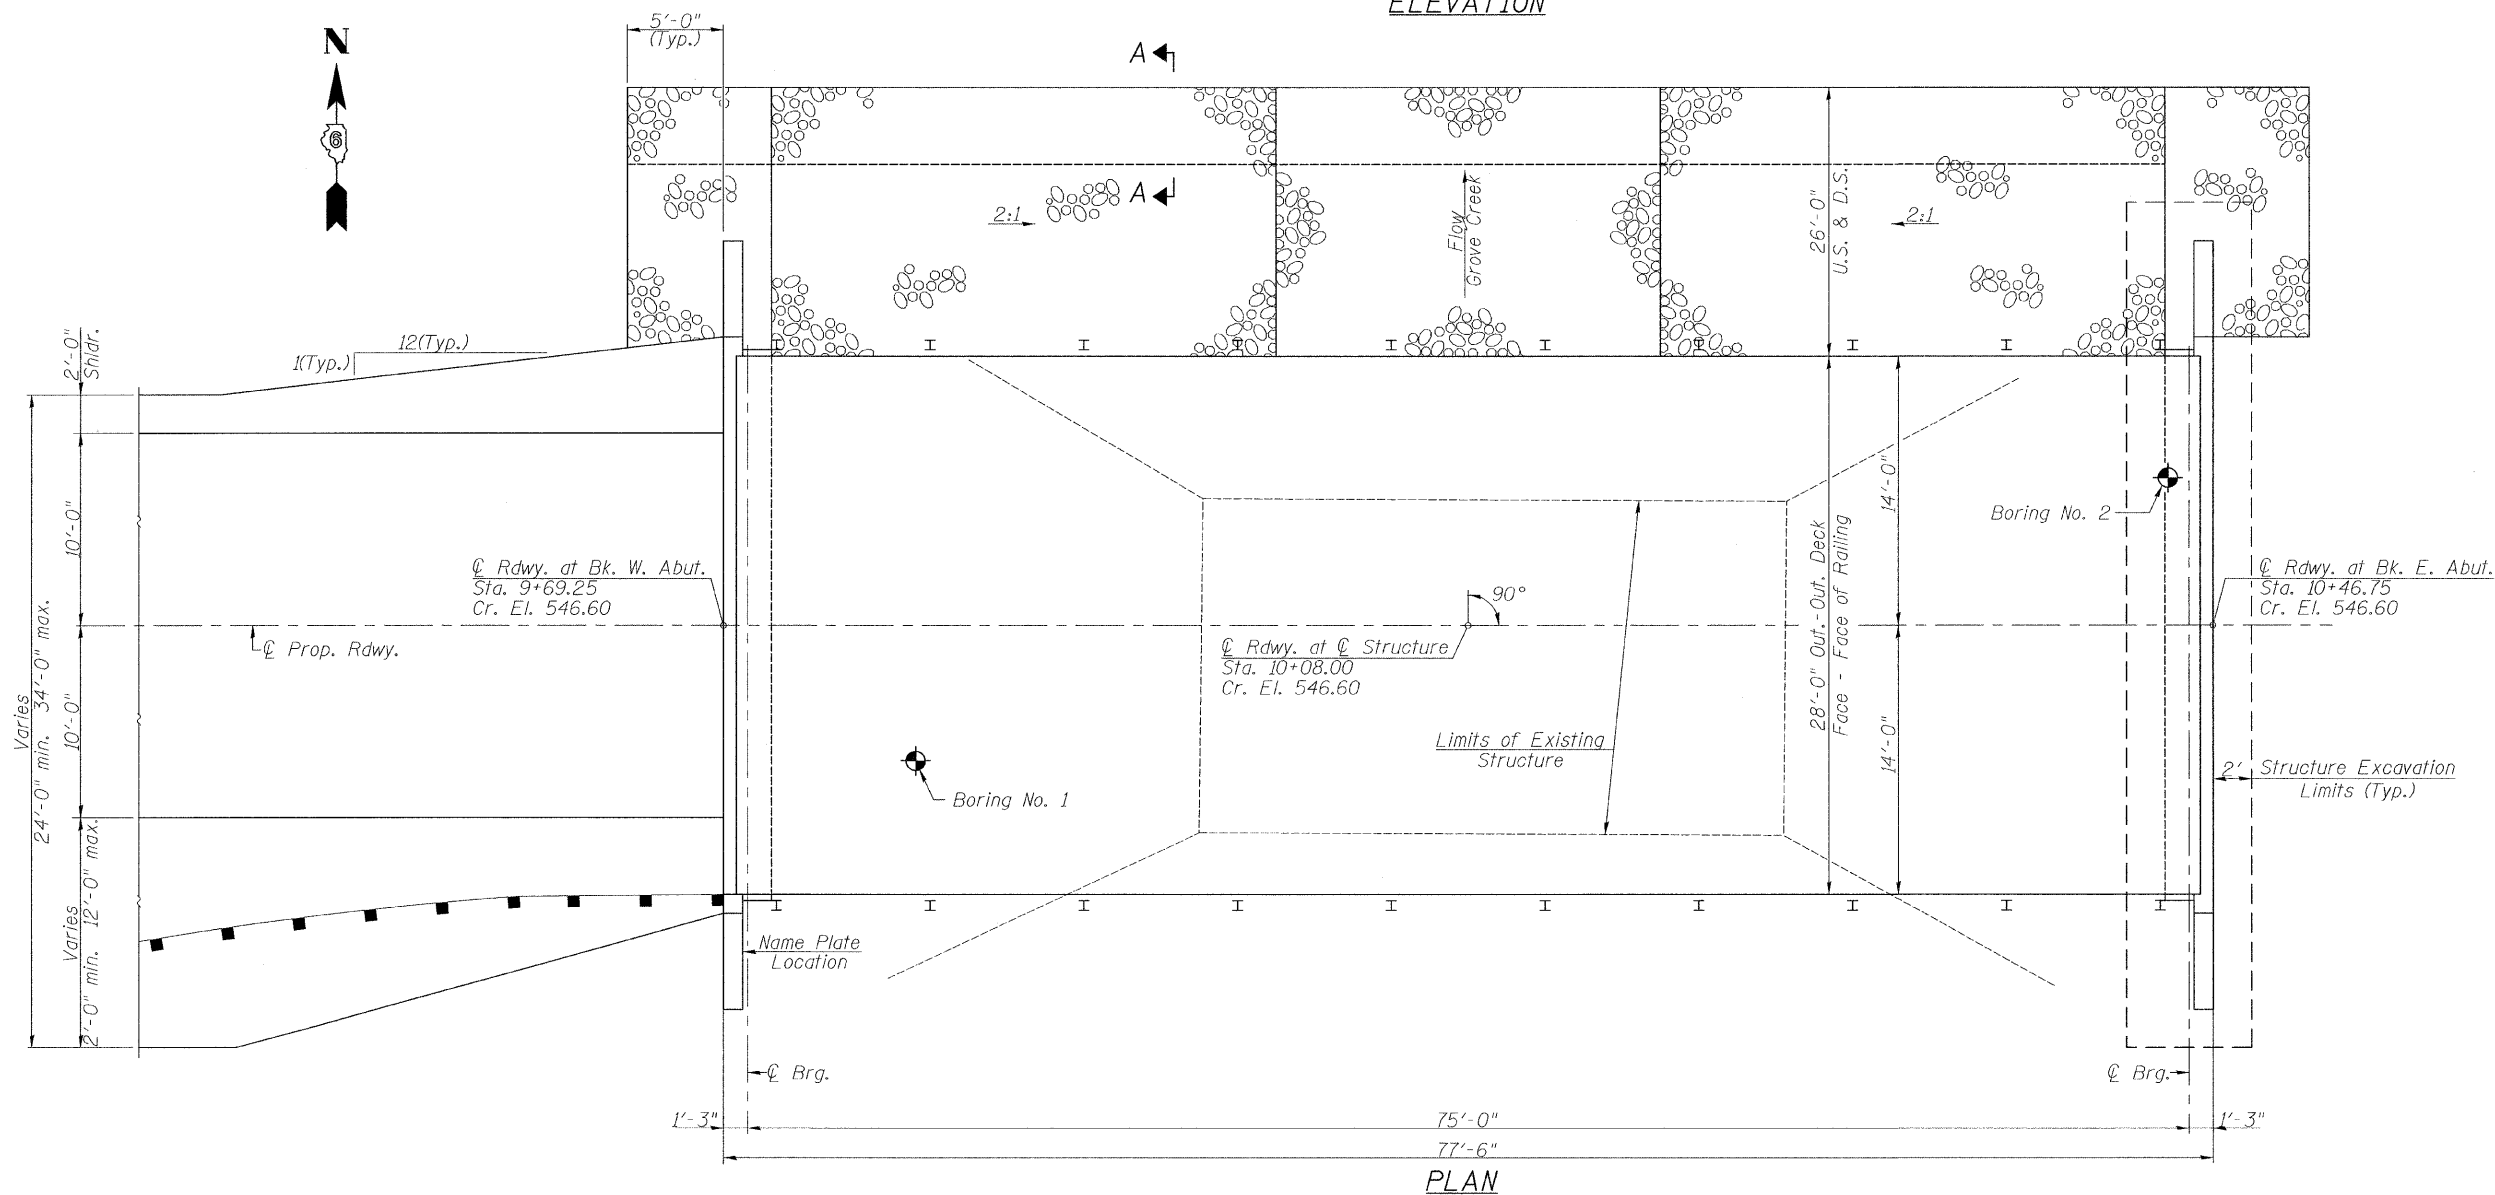 ELEVATION
N
6
5'-0"
(Typ.)
A
A
2:1
Flow
Grove Creek
26'-0"
U.S. & D.S.
2:1
2'-0"
Shldr.
12(Typ.)
1(Typ.)
10'-0"
10'-0"
Varies
24'-0" min. 34'-0" max.
Varies
2'-0" min. 12'-0" max.
℄ Rdwy. at Bk. W. Abut.
Sta. 9+69.25
Cr. El. 546.60
℄ Prop. Rdwy.
Boring No. 1
℄ Rdwy. at ℄ Structure
Sta. 10+08.00
Cr. El. 546.60
90°
Limits of Existing
Structure
28'-0" Out.-Out. Deck
Face - Face of Railing
14'-0"
14'-0"
Boring No. 2
℄ Rdwy. at Bk. E. Abut.
Sta. 10+46.75
Cr. El. 546.60
2'
Structure Excavation
Limits (Typ.)
Name Plate
Location
℄ Brg.
℄ Brg.
1'-3"
75'-0"
1'-3"
77'-6"
PLAN